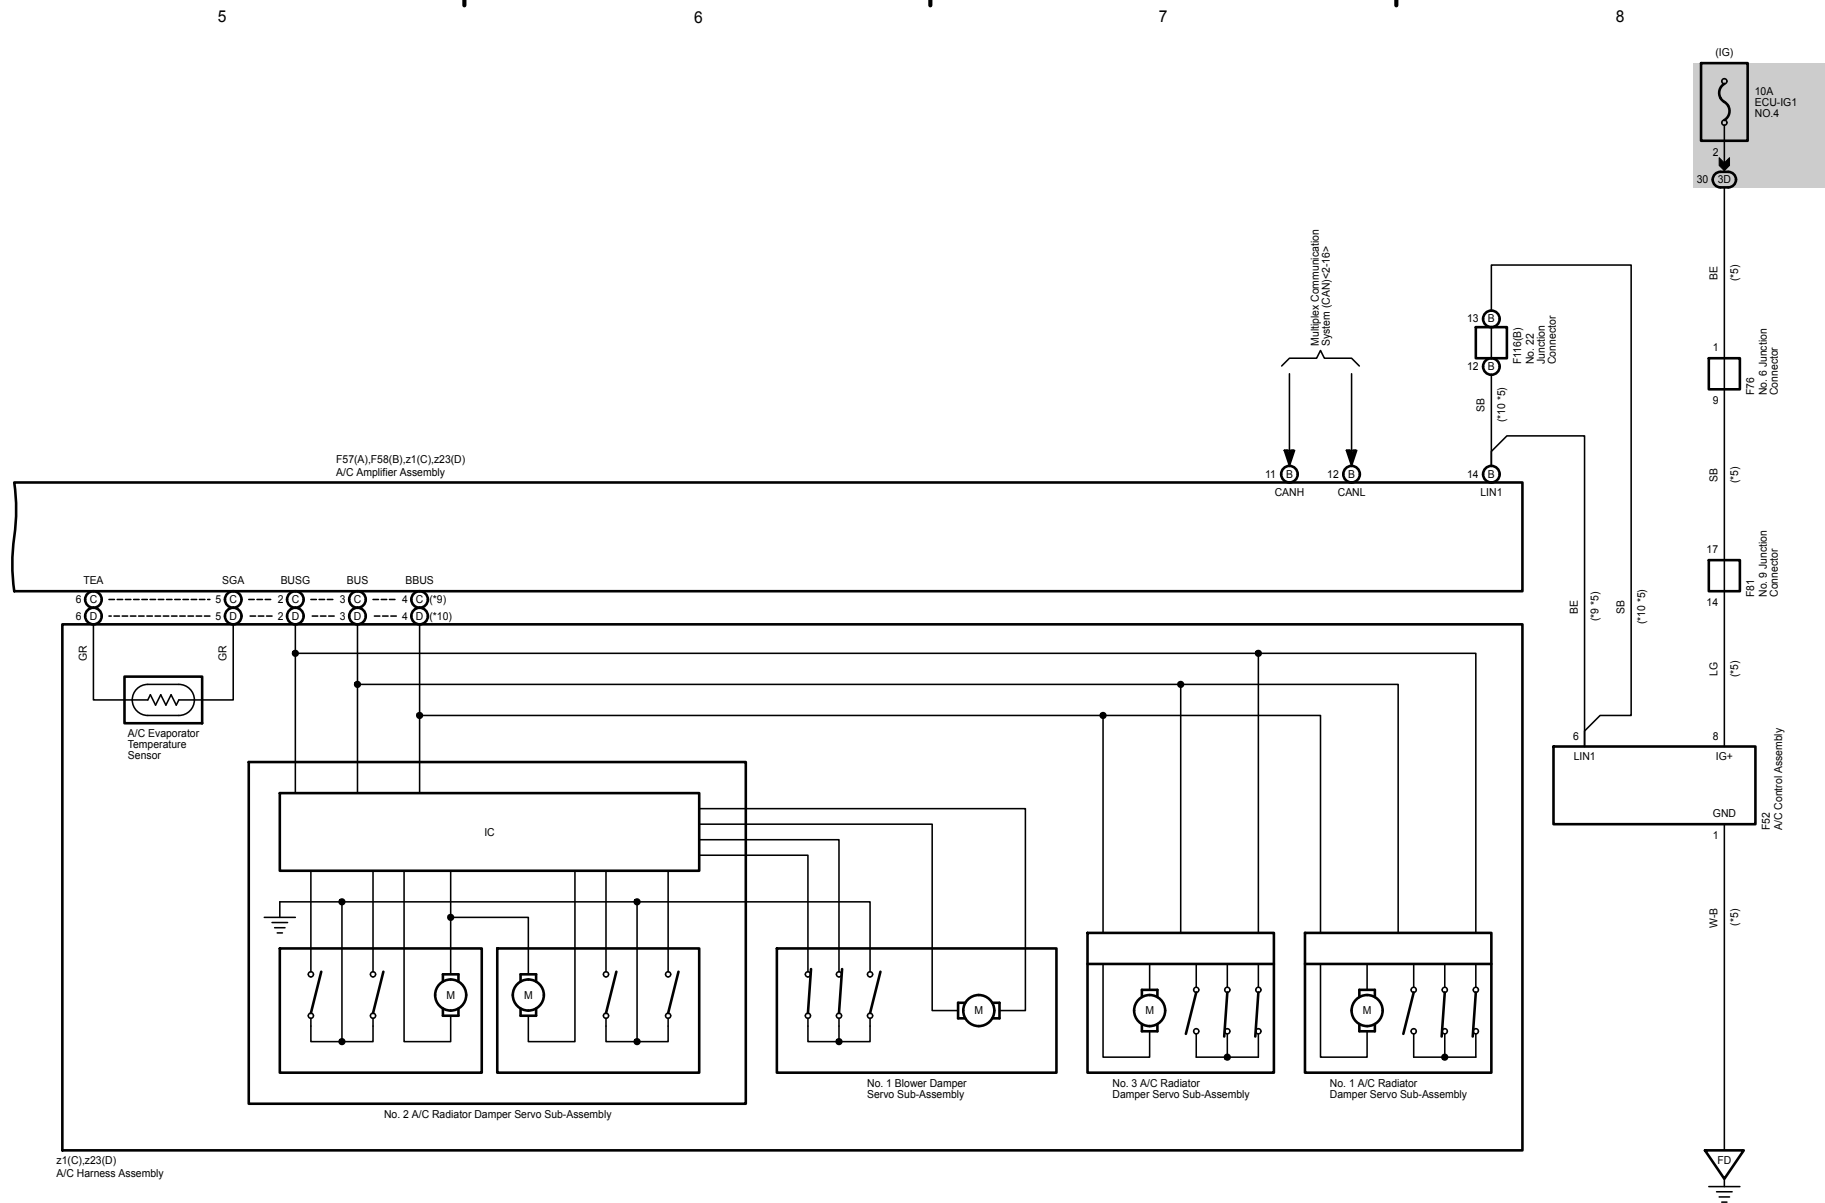 5
6
7
8
(IG)
10A
ECU-IG1
NO.4
2
30
3D
BE
(*5)
Multiplex Communication
System (CAN)<2-16>
13
B
12
B
F116(B)
No. 22
Junction
Connector
1
9
F76
No. 6 Junction
Connector
SB
(*10 *5)
F57(A),F58(B),z1(C),z23(D)
A/C Amplifier Assembly
11
B
12
B
14
B
CANH
CANL
LIN1
SB
(*5)
17
14
F81
No. 9 Junction
Connector
TEA
SGA
BUSG
BUS
BBUS
6
C
5
C
2
C
3
C
4
C
(*9)
6
D
5
D
2
D
3
D
4
D
(*10)
BE
(*9 *5)
SB
(*10 *5)
GR
GR
LG
(*5)
A/C Evaporator
Temperature
Sensor
6
8
LIN1
IG+
GND
1
F52
A/C Control Assembly
IC
W-B
(*5)
M
M
M
M
M
No. 1 Blower Damper
Servo Sub-Assembly
No. 3 A/C Radiator
Damper Servo Sub-Assembly
No. 1 A/C Radiator
Damper Servo Sub-Assembly
No. 2 A/C Radiator Damper Servo Sub-Assembly
z1(C),z23(D)
A/C Harness Assembly
FD